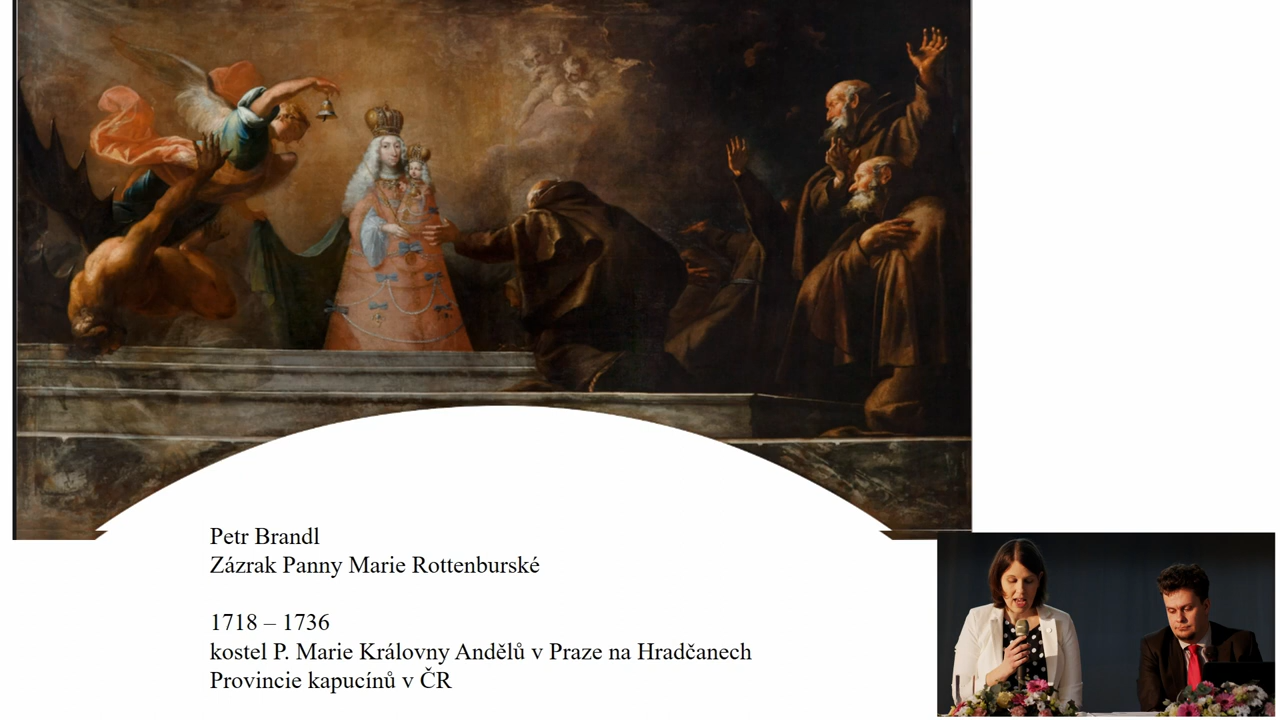 Petr Brandl
Zázrak Panny Marie Rottenburské
1718 – 1736
kostel P. Marie Královny Andělů v Praze na Hradčanech
Provincie kapucínů v ČR